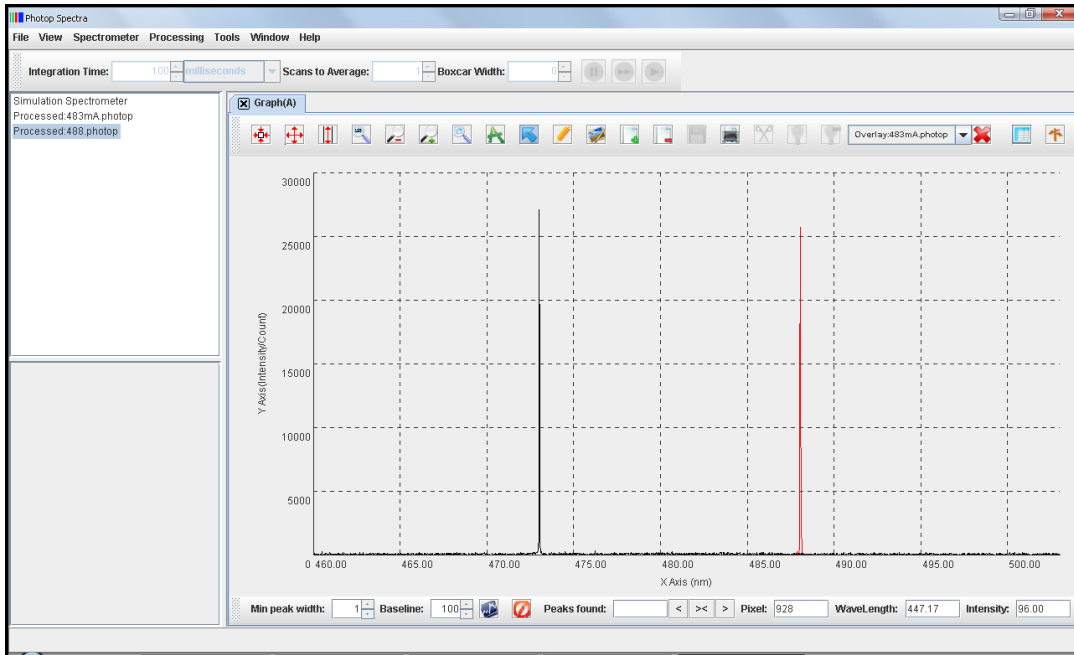 Photop Spectra
File View Spectrometer Processing Tools Window Help
Integration Time: 100 milliseconds Scans to Average: 1 Boxcar Width: 0
Simulation Spectrometer
Processed:483mA.photop
Processed:488.photop
Graph(A)
Overlay:483mA.photop
30000
25000
20000
15000
10000
5000
Y Axis(Intensity/Count)
0 460.00 465.00 470.00 475.00 480.00 485.00 490.00 495.00 500.00
X Axis (nm)
Min peak width: 1 Baseline: 100 Peaks found: < >< > Pixel: 928 WaveLength: 447.17 Intensity: 96.00